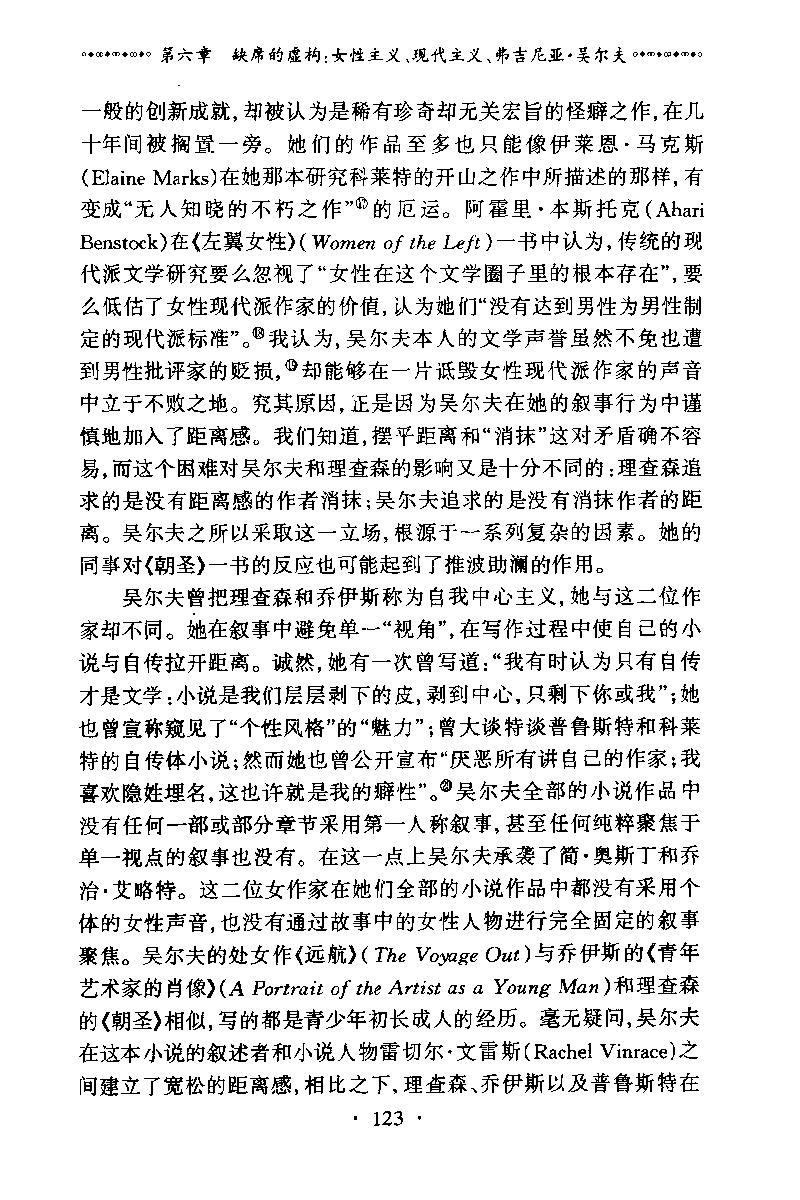 第六章 缺席的虚构:女性主义、现代主义、弗吉尼亚·吴尔夫
一般的创新成就,却被认为是稀有珍奇却无关宏旨的怪癖之作,在几
十年间被搁置一旁。她们的作品至多也只能像伊莱恩·马克斯
(Elaine Marks)在她那本研究科莱特的开山之作中所描述的那样,有
变成“无人知晓的不朽之作”⑰的厄运。阿霍里·本斯托克(Ahari
Benstock)在《左翼女性》(Women of the Left)一书中认为,传统的现
代派文学研究要么忽视了“女性在这个文学圈子里的根本存在”,要
么低估了女性现代派作家的价值,认为她们“没有达到男性为男性制
定的现代派标准”。⑱我认为,吴尔夫本人的文学声誉虽然不免也遭
到男性批评家的贬损,⑲却能够在一片诋毁女性现代派作家的声音
中立于不败之地。究其原因,正是因为吴尔夫在她的叙事行为中谨
慎地加入了距离感。我们知道,摆平距离和“消抹”这对矛盾确不容
易,而这个困难对吴尔夫和理查森的影响又是十分不同的:理查森追
求的是没有距离感的作者消抹;吴尔夫追求的是没有消抹作者的距
离。吴尔夫之所以采取这一立场,根源于一系列复杂的因素。她的
同事对《朝圣》一书的反应也可能起到了推波助澜的作用。
吴尔夫曾把理查森和乔伊斯称为自我中心主义,她与这二位作
家却不同。她在叙事中避免单一“视角”,在写作过程中使自己的小
说与自传拉开距离。诚然,她有一次曾写道:“我有时认为只有自传
才是文学:小说是我们层层剥下的皮,剥到中心,只剩下你或我”;她
也曾宣称窥见了“个性风格”的“魅力”;曾大谈特谈普鲁斯特和科莱
特的自传体小说;然而她也曾公开宣布“厌恶所有讲自己的作家;我
喜欢隐姓埋名,这也许就是我的癖性”。⑳吴尔夫全部的小说作品中
没有任何一部或部分章节采用第一人称叙事,甚至任何纯粹聚焦于
单一视点的叙事也没有。在这一点上吴尔夫承袭了简·奥斯丁和乔
治·艾略特。这二位女作家在她们全部的小说作品中都没有采用个
体的女性声音,也没有通过故事中的女性人物进行完全固定的叙事
聚焦。吴尔夫的处女作《远航》(The Voyage Out)与乔伊斯的《青年
艺术家的肖像》(A Portrait of the Artist as a Young Man)和理查森
的《朝圣》相似,写的都是青少年初长成人的经历。毫无疑问,吴尔夫
在这本小说的叙述者和小说人物雷切尔·文雷斯(Rachel Vinrace)之
间建立了宽松的距离感,相比之下,理查森、乔伊斯以及普鲁斯特在
· 123 ·